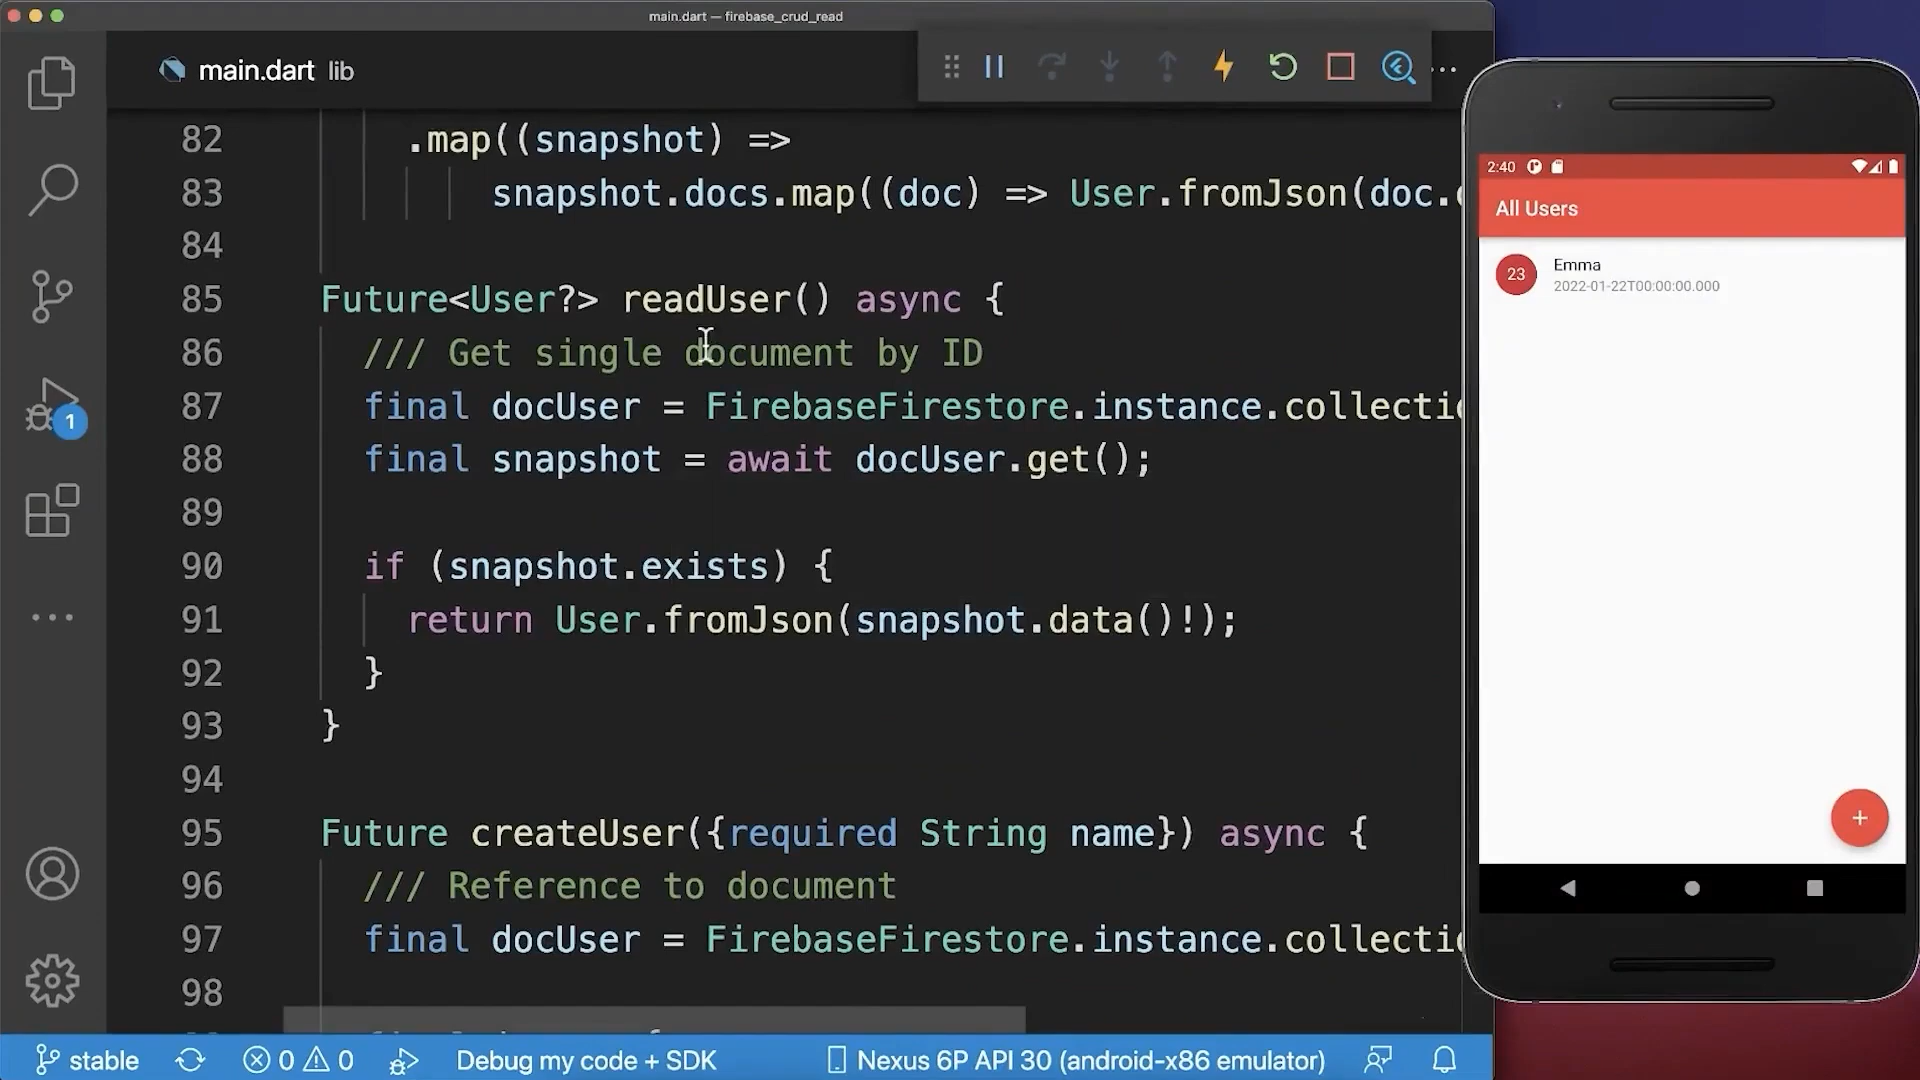 main.dart — firebase_crud_read
main.dart lib
82 .map((snapshot) =>
83 snapshot.docs.map((doc) => User.fromJson(doc.
84
85 Future<User?> readUser() async {
86 /// Get single document by ID
87 final docUser = FirebaseFirestore.instance.collecti
88 final snapshot = await docUser.get();
89
90 if (snapshot.exists) {
91 return User.fromJson(snapshot.data()!);
92 }
93 }
94
95 Future createUser({required String name}) async {
96 /// Reference to document
97 final docUser = FirebaseFirestore.instance.collecti
98
1
stable 0 0 Debug my code + SDK Nexus 6P API 30 (android-x86 emulator)
2:40
All Users
23 Emma
2022-01-22T00:00:00.000
+